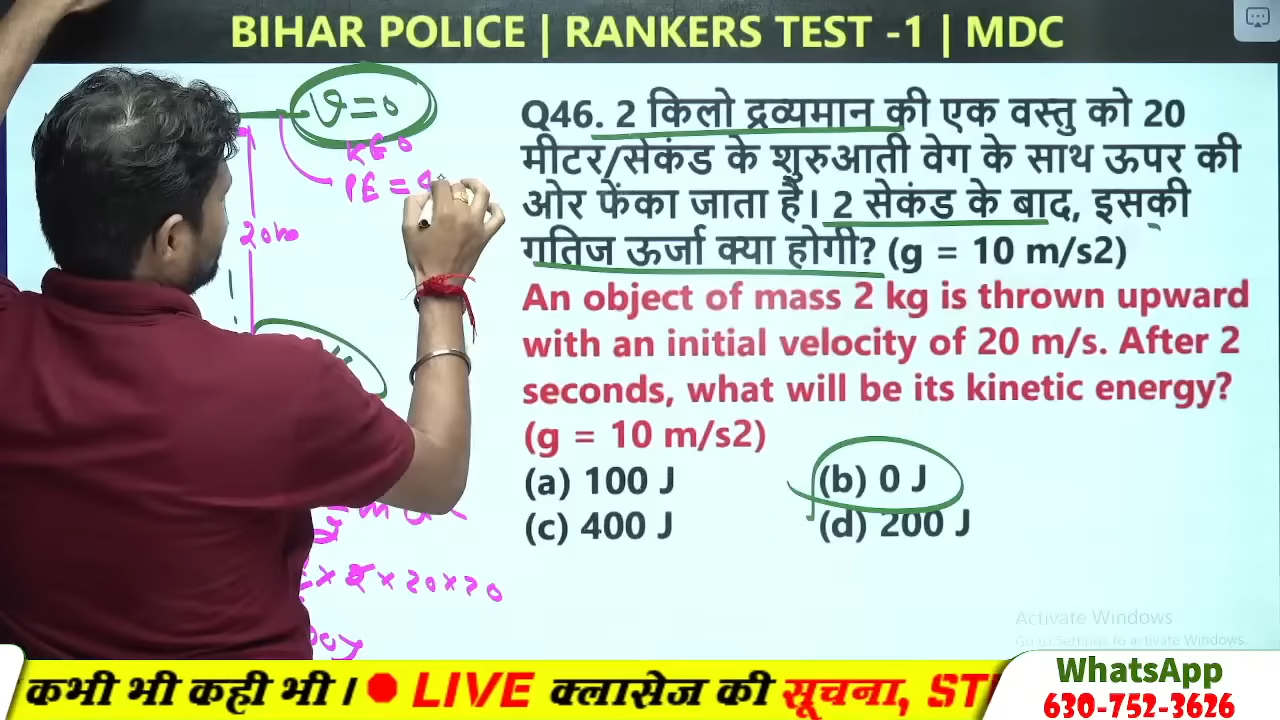 BIHAR POLICE | RANKERS TEST -1 | MDC
Q46. 2 किलो द्रव्यमान की एक वस्तु को 20
मीटर/सेकंड के शुरुआती वेग के साथ ऊपर की
ओर फेंका जाता है। 2 सेकंड के बाद, इसकी
गतिज ऊर्जा क्या होगी? (g = 10 m/s2)
An object of mass 2 kg is thrown upward
with an initial velocity of 20 m/s. After 2
seconds, what will be its kinetic energy?
(g = 10 m/s2)
(a) 100 J (b) 0 J
(c) 400 J (d) 200 J
v=0
KE 0
PE =
20m
× 2 × 20 × 20
Activate Windows
Go to Settings to activate Windows.
कभी भी कही भी । LIVE क्लासेज की सूचना, ST
WhatsApp
630-752-3626